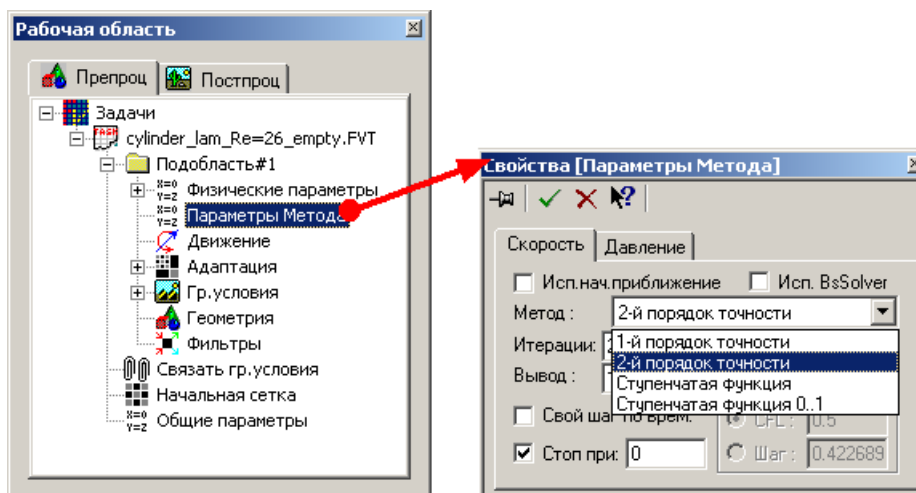 Рабочая область
Препроц Постпроц
Задачи
cylinder_lam_Re=26_empty.FVT
Подобласть#1
Физические параметры
Параметры Метода
Движение
Адаптация
Гр.условия
Геометрия
Фильтры
Связать гр.условия
Начальная сетка
Общие параметры
Свойства [Параметры Метода]
Скорость Давление
Исп.нач.приближение Исп. BsSolver
Метод : 2-й порядок точности
Итерации: 1-й порядок точности
2-й порядок точности
Вывод : Ступенчатая функция
Ступенчатая функция 0..1
Свой шаг по врем. CFL : 0.5
Стоп при: 0 Шаг : 0.422689